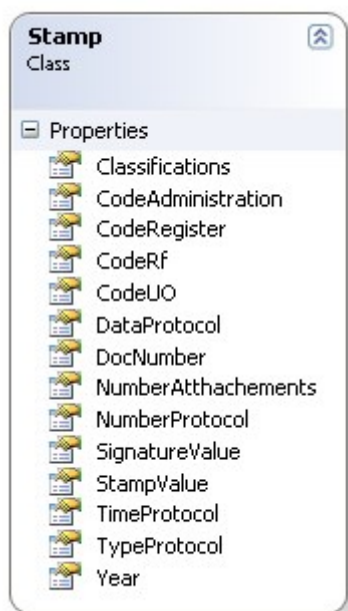 Stamp
Class
Properties
Classifications
CodeAdministration
CodeRegister
CodeRf
CodeUO
DataProtocol
DocNumber
NumberAtthachements
NumberProtocol
SignatureValue
StampValue
TimeProtocol
TypeProtocol
Year